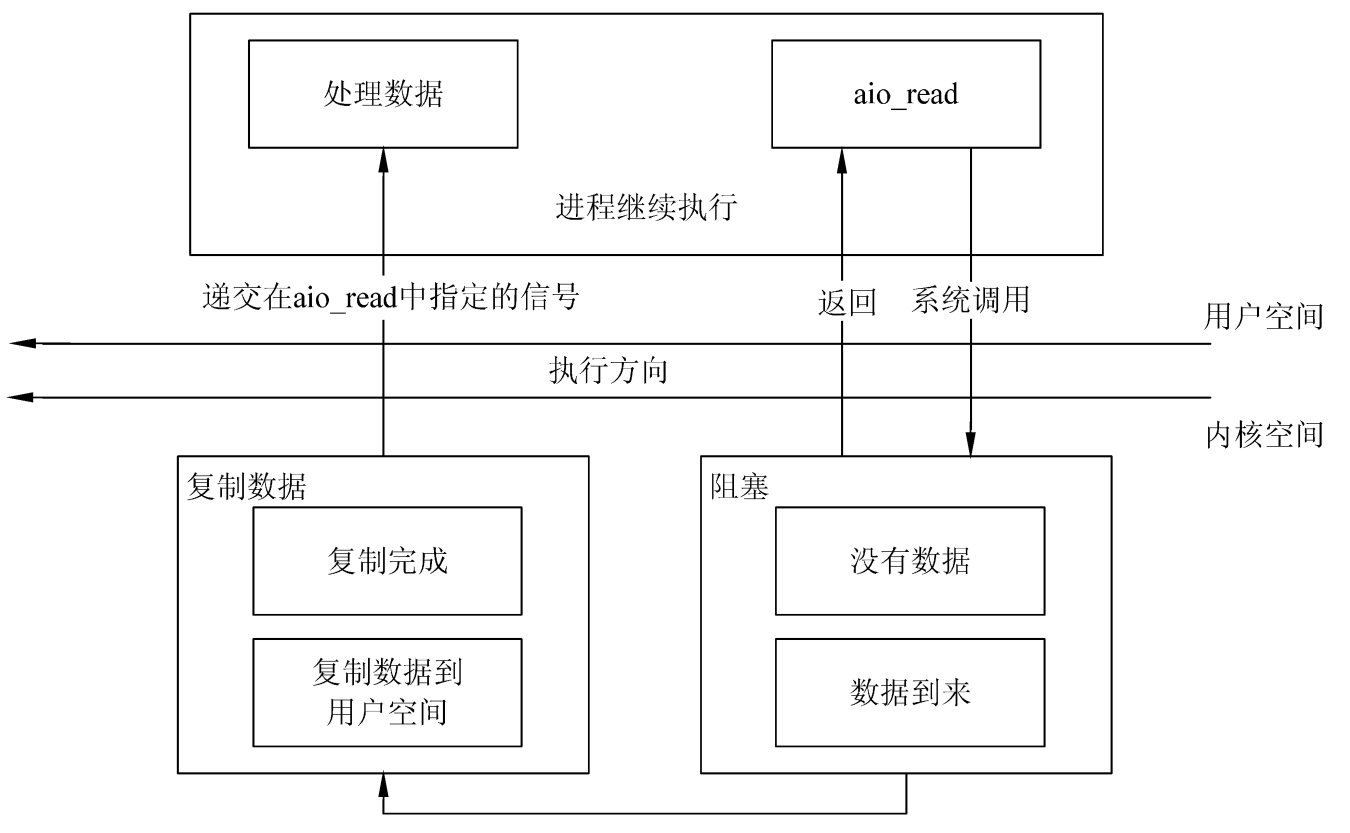 处理数据
aio_read
进程继续执行
递交在aio_read中指定的信号
返回
系统调用
用户空间
执行方向
内核空间
复制数据
阻塞
复制完成
没有数据
复制数据到
用户空间
数据到来